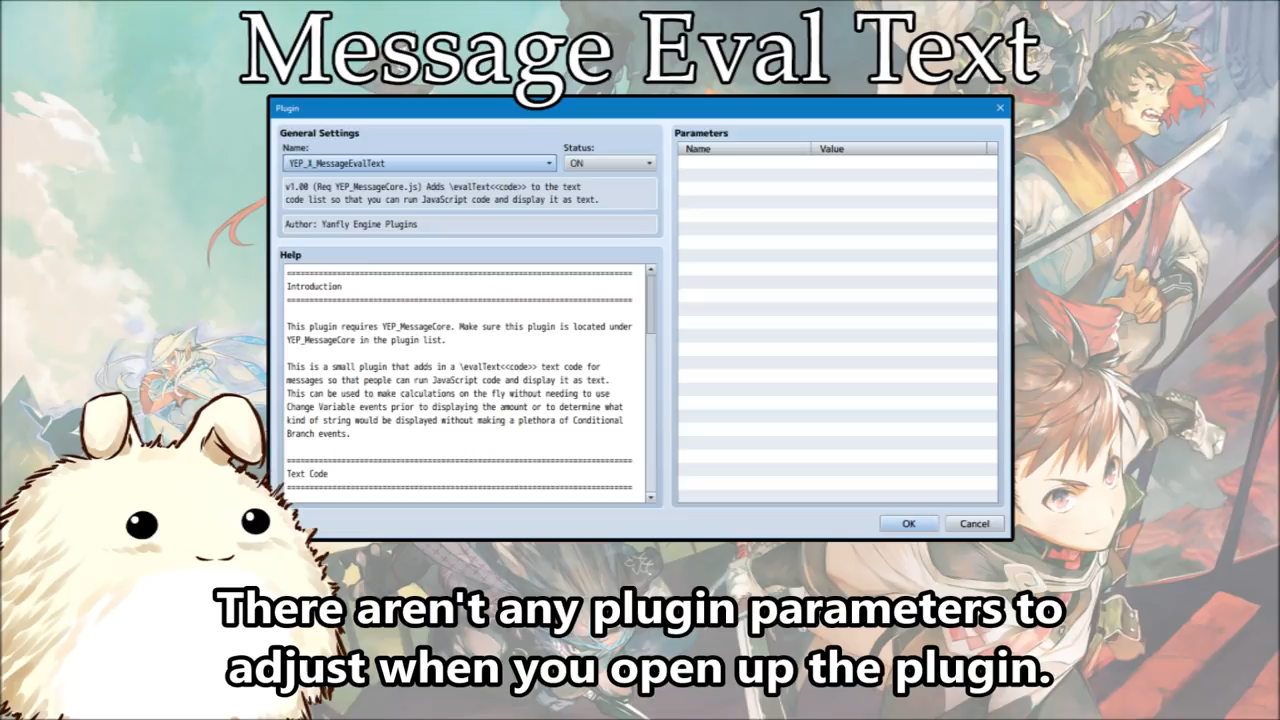 Message Eval Text
Plugin
General Settings
Name:
Status:
YEP_X_MessageEvalText
ON
v1.00 (Req YEP_MessageCore.js) Adds \evalText<<code>> to the text
code list so that you can run JavaScript code and display it as text.
Author: Yanfly Engine Plugins
Help
================================================================================
Introduction
================================================================================
This plugin requires YEP_MessageCore. Make sure this plugin is located under
YEP_MessageCore in the plugin list.
This is a small plugin that adds in a \evalText<<code>> text code for
messages so that people can run JavaScript code and display it as text.
This can be used to make calculations on the fly without needing to use
Change Variable events prior to displaying the amount or to determine what
kind of string would be displayed without making a plethora of Conditional
Branch events.
================================================================================
Text Code
================================================================================
Parameters
Name
Value
OK
Cancel
There aren't any plugin parameters to
adjust when you open up the plugin.